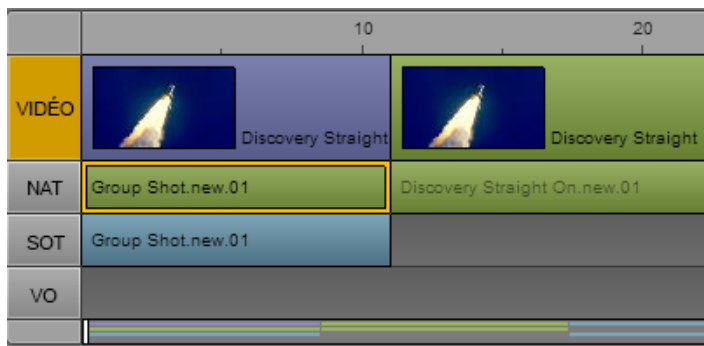 10 20
VIDÉO Discovery Straight Discovery Straight
NAT Group Shot.new.01 Discovery Straight On.new.01
SOT Group Shot.new.01
VO